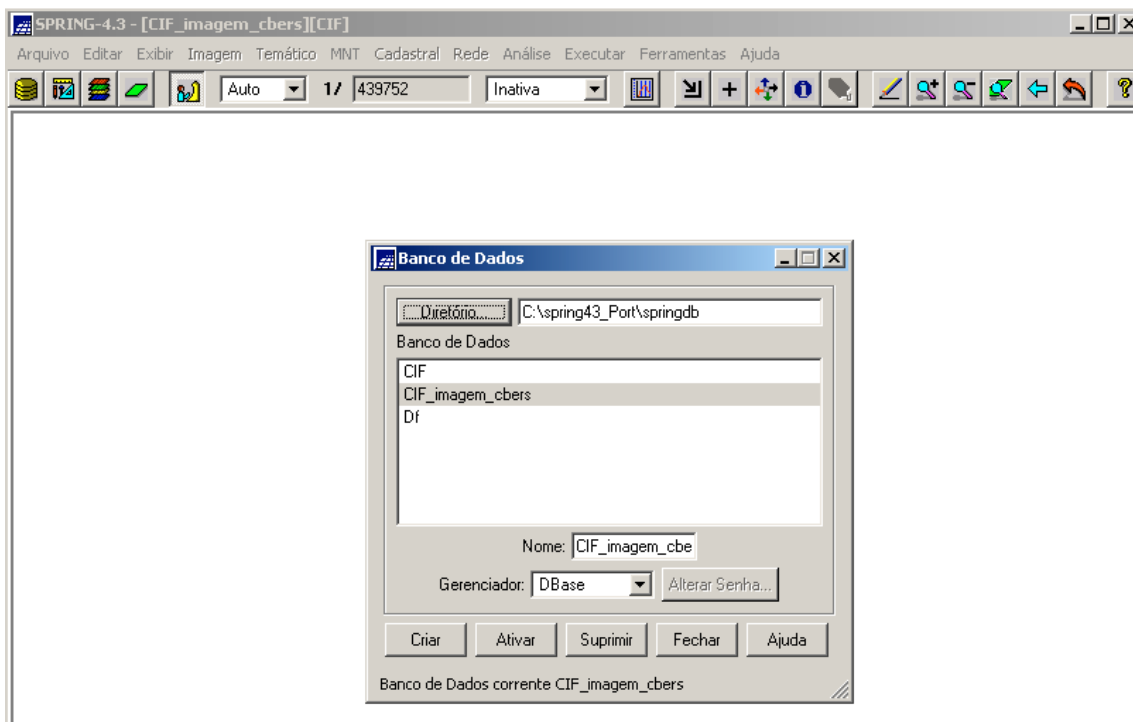 SPRING-4.3 - [CIF_imagem_cbers][CIF]
Arquivo Editar Exibir Imagem Temático MNT Cadastral Rede Análise Executar Ferramentas Ajuda
Auto 1/ 439752 Inativa
Banco de Dados
Diretório... C:\spring43_Port\springdb
Banco de Dados
CIF
CIF_imagem_cbers
Df
Nome: CIF_imagem_cbe
Gerenciador: DBase Alterar Senha...
Criar Ativar Suprimir Fechar Ajuda
Banco de Dados corrente CIF_imagem_cbers